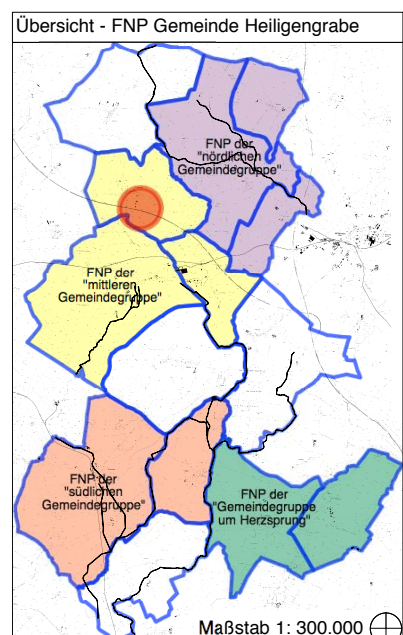 Übersicht - FNP Gemeinde Heiligengrabe
FNP der
"nördlichen
Gemeindegruppe"
FNP der
"mittleren
Gemeindegruppe"
FNP der
"südlichen
Gemeindegruppe"
FNP der
"Gemeindegruppe
um Herzsprung"
Maßstab 1: 300.000